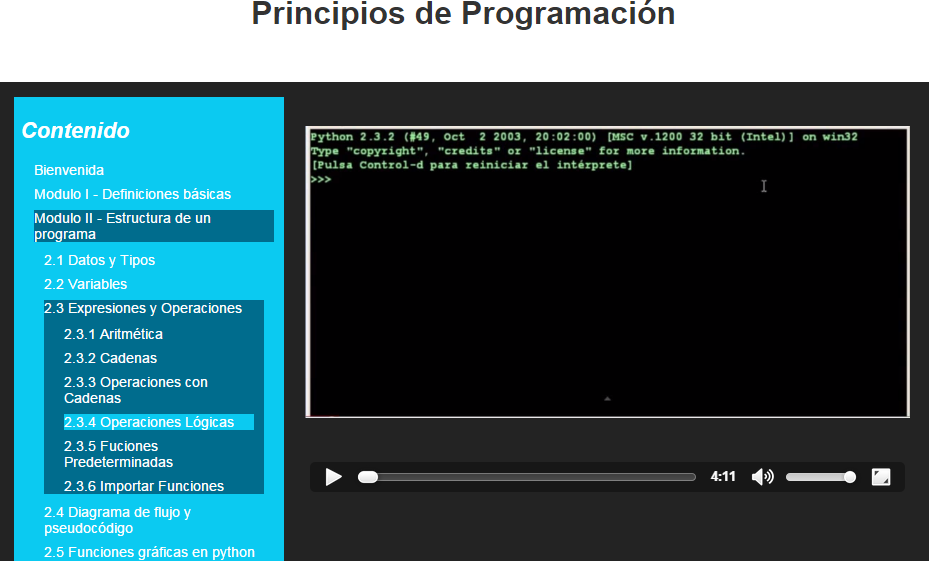 Principios de Programación
Contenido
Bienvenida
Modulo I - Definiciones básicas
Modulo II - Estructura de un
programa
2.1 Datos y Tipos
2.2 Variables
2.3 Expresiones y Operaciones
2.3.1 Aritmética
2.3.2 Cadenas
2.3.3 Operaciones con
Cadenas
2.3.4 Operaciones Lógicas
2.3.5 Fuciones
Predeterminadas
2.3.6 Importar Funciones
2.4 Diagrama de flujo y
pseudocódigo
2.5 Funciones gráficas en python
Python 2.3.2 (#49, Oct  2 2003, 20:02:00) [MSC v.1200 32 bit (Intel)] on win32
Type "copyright", "credits" or "license" for more information.
[Pulsa Control-d para reiniciar el intérprete]
>>>
4:11